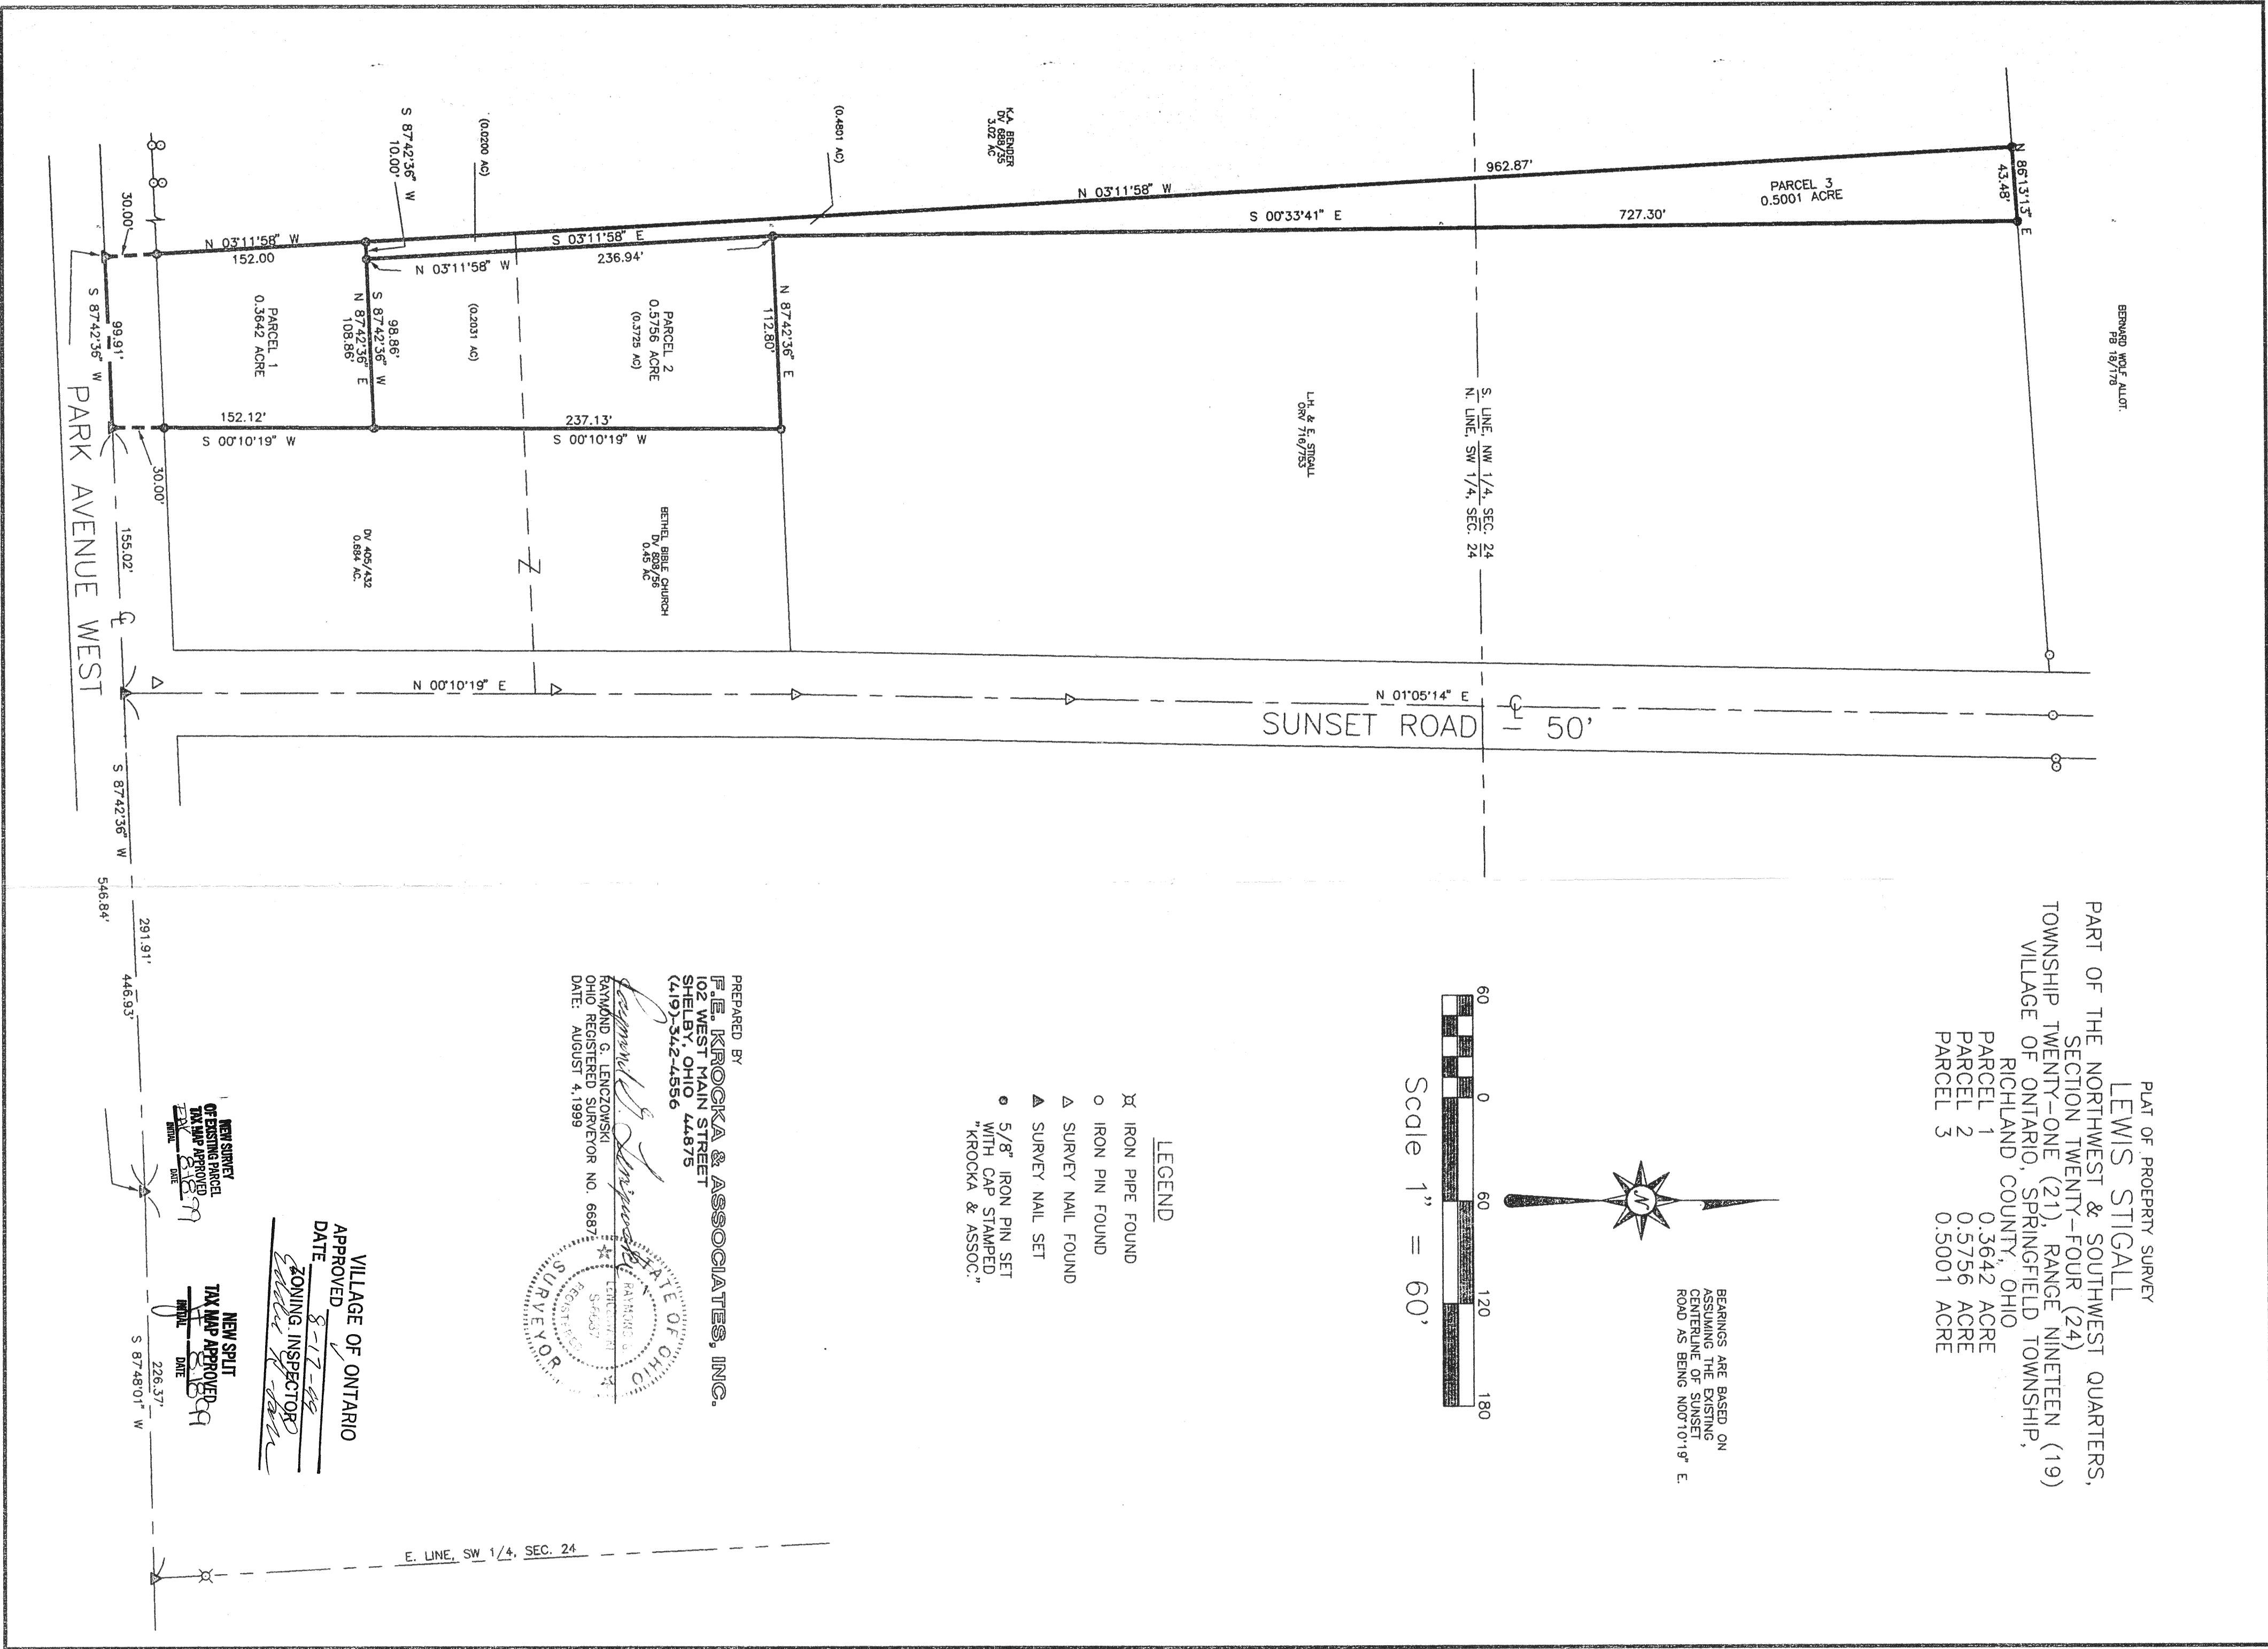 PLAT OF PROEPRTY SURVEY
LEWIS STIGALL
PART OF THE NORTHWEST & SOUTHWEST QUARTERS,
SECTION TWENTY-FOUR (24)
TOWNSHIP TWENTY-ONE (21), RANGE NINETEEN (19)
VILLAGE OF ONTARIO, SPRINGFIELD TOWNSHIP,
RICHLAND COUNTY, OHIO
PARCEL 1 0.3642 ACRE
PARCEL 2 0.5756 ACRE
PARCEL 3 0.5001 ACRE
BEARINGS ARE BASED ON
ASSUMING THE EXISTING
CENTERLINE OF SUNSET
ROAD AS BEING N00°10'19" E.
N
60 0 60 120 180
Scale 1" = 60'
LEGEND
IRON PIPE FOUND
IRON PIN FOUND
SURVEY NAIL FOUND
SURVEY NAIL SET
5/8" IRON PIN SET
WITH CAP STAMPED
"KROCKA & ASSOC."
PREPARED BY
F.E. KROCKA & ASSOCIATES, INC.
102 WEST MAIN STREET
SHELBY, OHIO 44875
(419)-342-4556
RAYMOND G. LENCZOWSKI
OHIO REGISTERED SURVEYOR NO. 6687
DATE: AUGUST 4,1999
STATE OF OHIO
RAYMOND G.
LENCZOWSKI
S-6687
REGISTERED
SURVEYOR
VILLAGE OF ONTARIO
APPROVED
DATE 8-17-99
ZONING INSPECTOR
NEW SURVEY
OF EXISTING PARCEL
TAX MAP APPROVED
8-18-99
INITIAL DATE
NEW SPLIT
TAX MAP APPROVED
8-18-99
INITIAL DATE
BERNARD WOLF ALLOT.
PB 18/178
N 86°13'13" E
43.48'
PARCEL 3
0.5001 ACRE
962.87'
N 03°11'58" W
S 00°33'41" E
727.30'
S. LINE, NW 1/4, SEC. 24
N. LINE, SW 1/4, SEC. 24
L.H. & E. STIGALL
ORV 716/753
K.A. BENDER
DV 688/35
3.02 AC
(0.4801 AC)
(0.0200 AC)
S 87°42'36" W
10.00'
S 03°11'58" E
236.94'
N 03°11'58" W
N 87°42'36" E
112.80'
PARCEL 2
0.5756 ACRE
(0.3725 AC)
(0.2031 AC)
237.13'
S 00°10'19" W
98.86'
S 87°42'36" W
N 87°42'36" E
108.86'
N 03°11'58" W
152.00
PARCEL 1
0.3642 ACRE
152.12'
S 00°10'19" W
30.00'
99.91'
S 87°42'36" W
30.00'
BETHEL BIBLE CHURCH
DV 808/56
0.45 AC
DV 405/432
0.684 AC.
N 00°10'19" E
N 01°05'14" E
SUNSET ROAD - 50'
PARK AVENUE WEST
155.02'
S 87°42'36" W
546.84'
291.91'
446.93'
226.37'
S 87°48'01" W
E. LINE, SW 1/4, SEC. 24